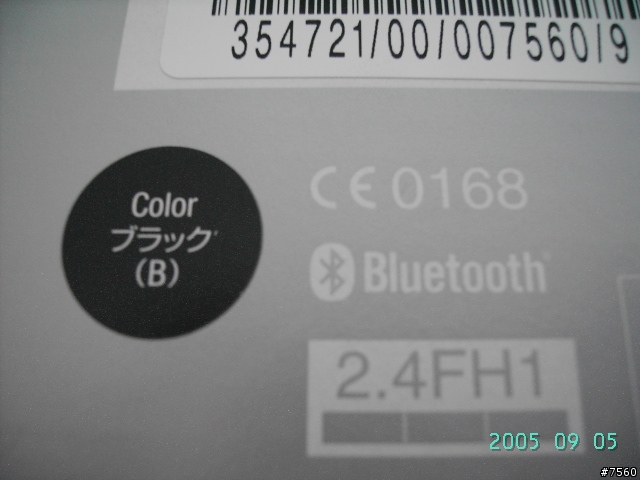 354721/00/007560/9
Color
ブラック
(B)
CE0168
Bluetooth
2.4FH1
2005 09 05
#7560